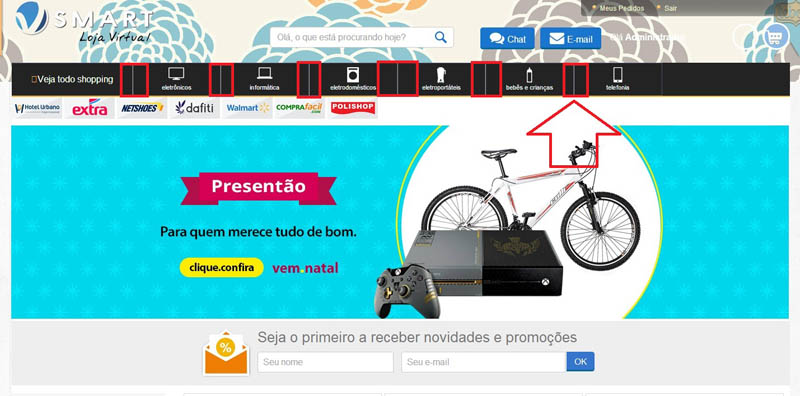 Meus Pedidos
Sair
SMART
Loja Virtual
Olá, o que está procurando hoje?
Chat
E-mail
Olá Administrador
Veja todo shopping
eletrônicos
informática
eletrodomésticos
eletroportáteis
bebês e crianças
telefonia
Hotel Urbano
extra
NETSHOES
dafiti
Walmart
COMPRAFACIL
.COM
POLISHOP
Presentão
Para quem merece tudo de bom.
clique.confira
vem.natal
%
Seja o primeiro a receber novidades e promoções
Seu nome
Seu e-mail
OK